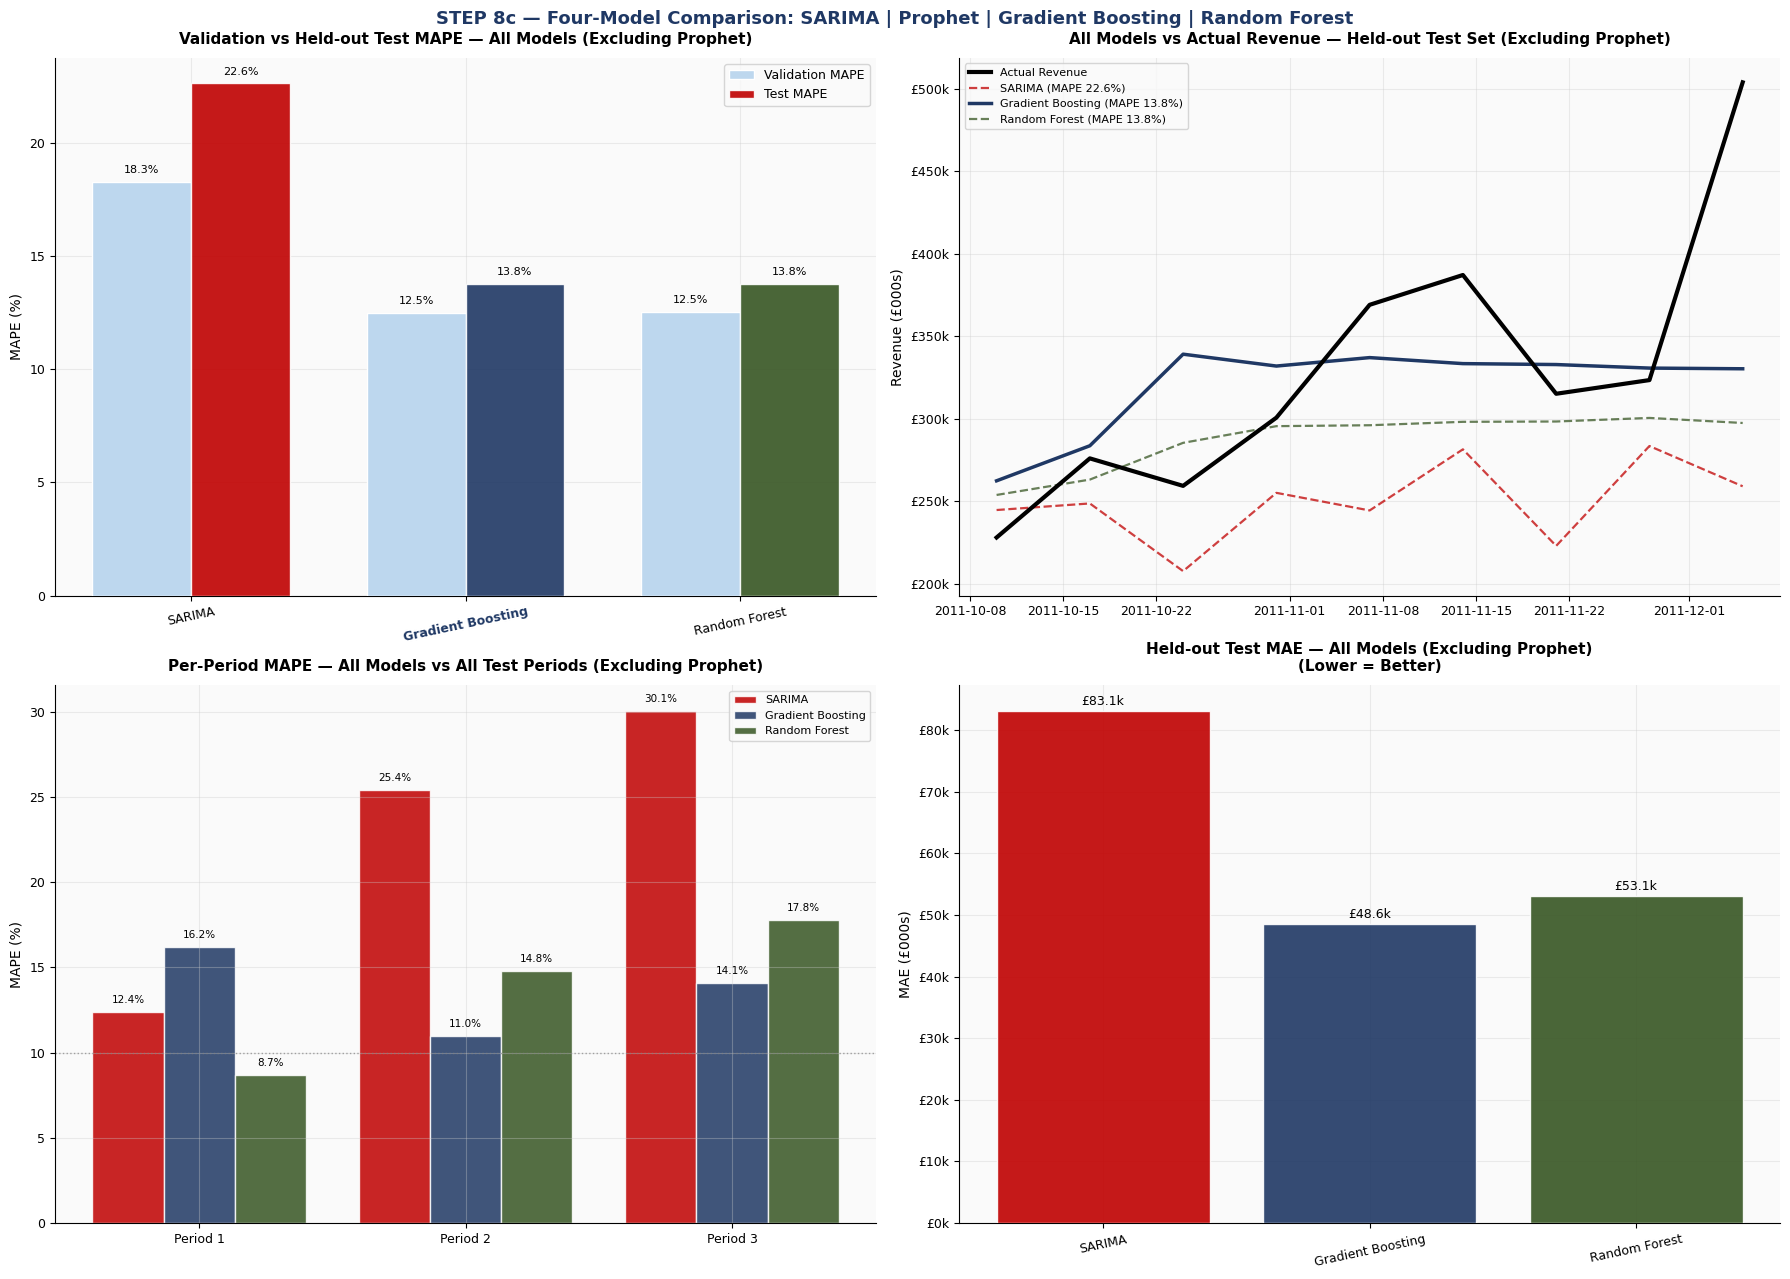 STEP 8c — Four-Model Comparison: SARIMA | Prophet | Gradient Boosting | Random Forest
Validation vs Held-out Test MAPE — All Models (Excluding Prophet)
MAPE (%)
20
15
10
5
0
22.6%
18.3%
12.5%
13.8%
12.5%
13.8%
Validation MAPE
Test MAPE
SARIMA
Gradient Boosting
Random Forest
All Models vs Actual Revenue — Held-out Test Set (Excluding Prophet)
Actual Revenue
SARIMA (MAPE 22.6%)
Gradient Boosting (MAPE 13.8%)
Random Forest (MAPE 13.8%)
Revenue (£000s)
£500k
£450k
£400k
£350k
£300k
£250k
£200k
2011-10-08
2011-10-15
2011-10-22
2011-11-01
2011-11-08
2011-11-15
2011-11-22
2011-12-01
Per-Period MAPE — All Models vs All Test Periods (Excluding Prophet)
MAPE (%)
30
25
20
15
10
5
0
12.4%
16.2%
8.7%
25.4%
11.0%
14.8%
30.1%
14.1%
17.8%
SARIMA
Gradient Boosting
Random Forest
Period 1
Period 2
Period 3
Held-out Test MAE — All Models (Excluding Prophet)
(Lower = Better)
MAE (£000s)
£80k
£70k
£60k
£50k
£40k
£30k
£20k
£10k
£0k
£83.1k
£48.6k
£53.1k
SARIMA
Gradient Boosting
Random Forest